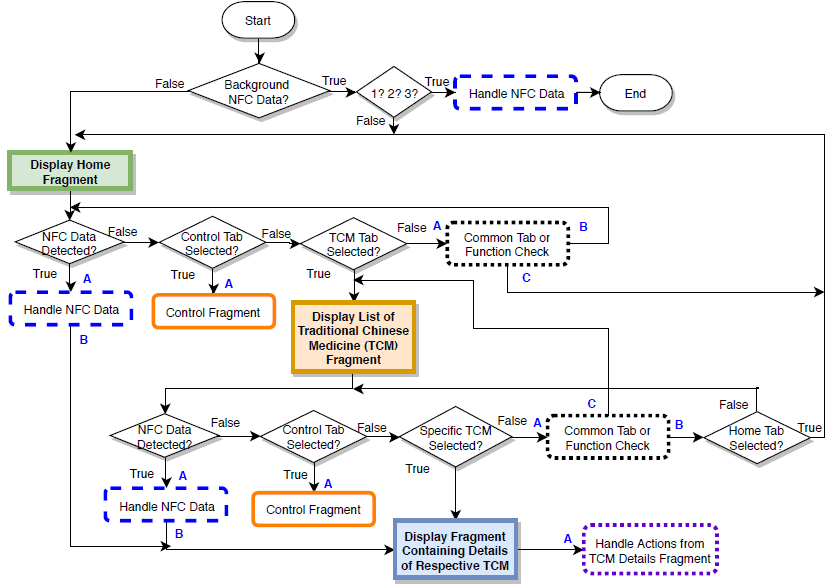 Start
Background
NFC Data?
False
True
1? 2? 3?
True
False
Handle NFC Data
End
Display Home
Fragment
NFC Data
Detected?
False
True
A
Control Tab
Selected?
False
True
A
TCM Tab
Selected?
False
A
True
Common Tab or
Function Check
B
C
Handle NFC Data
B
Control Fragment
Display List of
Traditional Chinese
Medicine (TCM)
Fragment
NFC Data
Detected?
False
True
A
Control Tab
Selected?
False
True
A
Specific TCM
Selected?
False
A
True
C
Common Tab or
Function Check
B
False
Home Tab
Selected?
True
Handle NFC Data
B
Control Fragment
Display Fragment
Containing Details
of Respective TCM
A
Handle Actions from
TCM Details Fragment